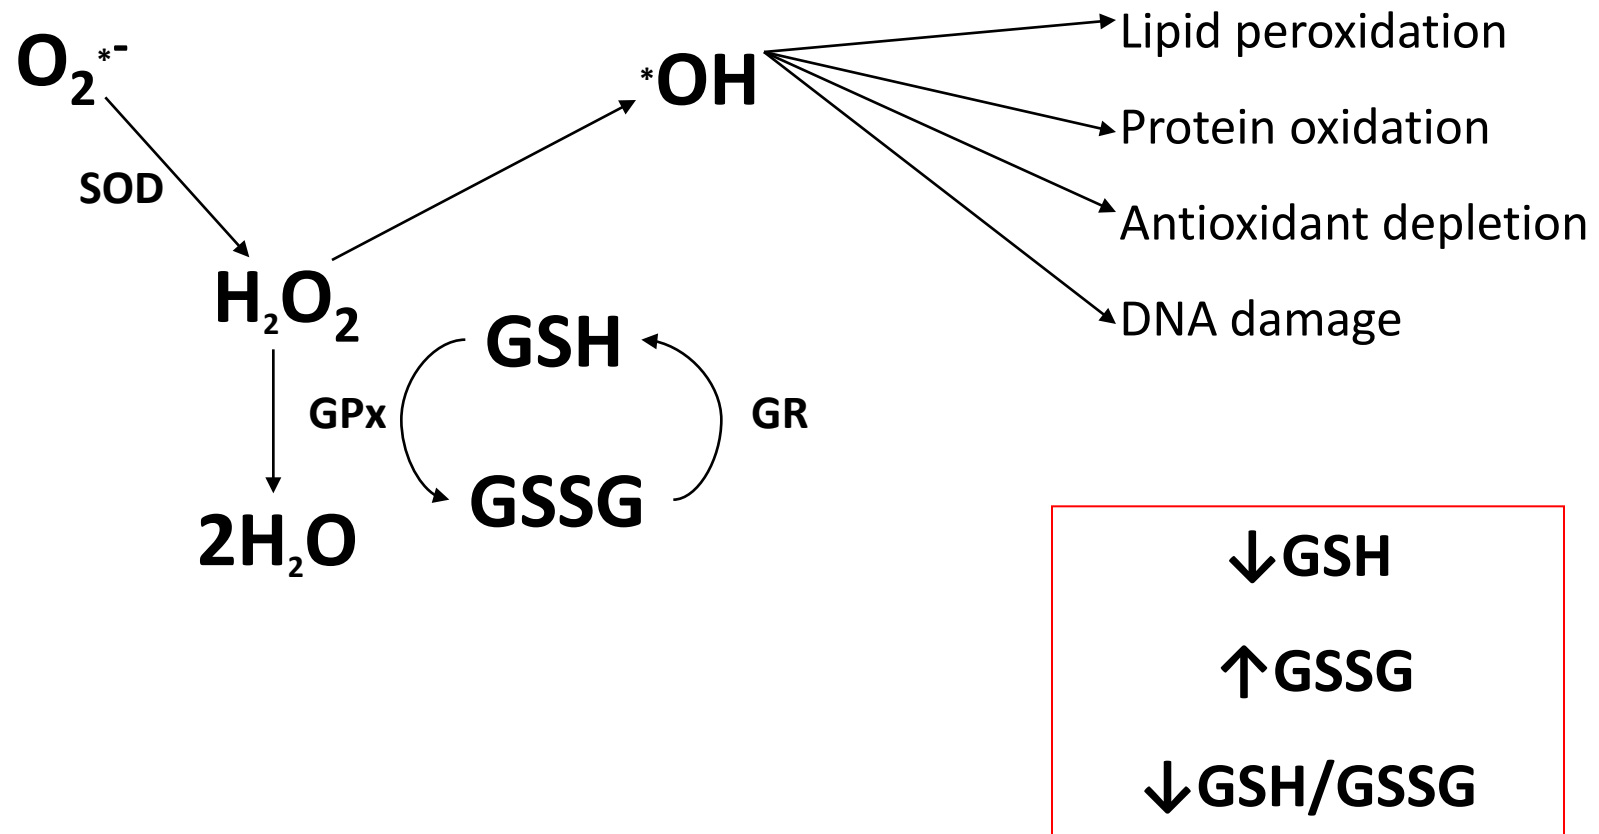 O₂*-
*OH
Lipid peroxidation
Protein oxidation
Antioxidant depletion
DNA damage
SOD
H₂O₂
GSH
GPx
GR
GSSG
2H₂O
↓GSH
↑GSSG
↓GSH/GSSG